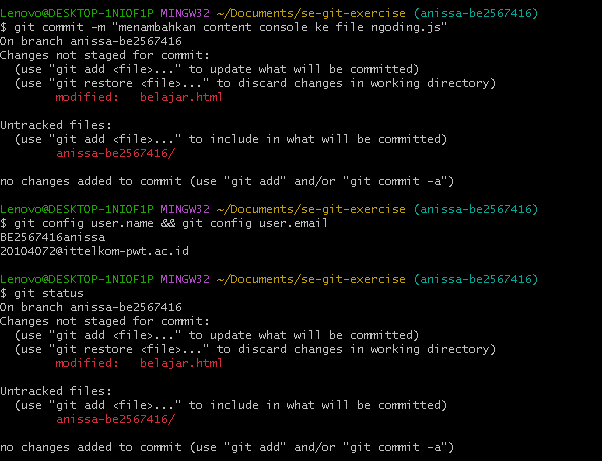 Lenovo@DESKTOP-1NIOF1P MINGW32 ~/Documents/se-git-exercise (anissa-be2567416)
$ git commit -m "menambahkan content console ke file ngoding.js"
On branch anissa-be2567416
Changes not staged for commit:
  (use "git add <file>..." to update what will be committed)
  (use "git restore <file>..." to discard changes in working directory)
        modified:   belajar.html

Untracked files:
  (use "git add <file>..." to include in what will be committed)
        anissa-be2567416/

no changes added to commit (use "git add" and/or "git commit -a")

Lenovo@DESKTOP-1NIOF1P MINGW32 ~/Documents/se-git-exercise (anissa-be2567416)
$ git config user.name && git config user.email
BE2567416anissa
20104072@ittelkom-pwt.ac.id

Lenovo@DESKTOP-1NIOF1P MINGW32 ~/Documents/se-git-exercise (anissa-be2567416)
$ git status
On branch anissa-be2567416
Changes not staged for commit:
  (use "git add <file>..." to update what will be committed)
  (use "git restore <file>..." to discard changes in working directory)
        modified:   belajar.html

Untracked files:
  (use "git add <file>..." to include in what will be committed)
        anissa-be2567416/

no changes added to commit (use "git add" and/or "git commit -a")